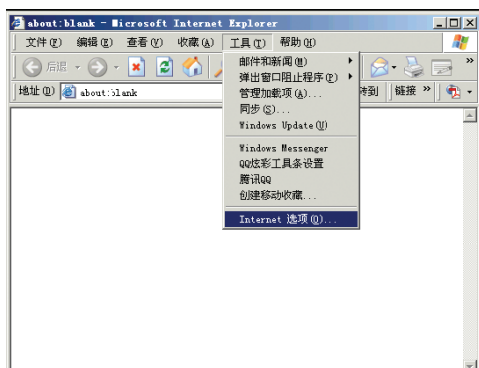 about:blank - Microsoft Internet Explorer
文件(F) 编辑(E) 查看(V) 收藏(A) 工具(T) 帮助(H)
后退
地址(D) about:blank 转到 链接 »
邮件和新闻(M)
弹出窗口阻止程序(P)
管理加载项(A)...
同步(S)...
Windows Update(U)
Windows Messenger
QQ炫彩工具条设置
腾讯QQ
创建移动收藏...
Internet 选项(O)...